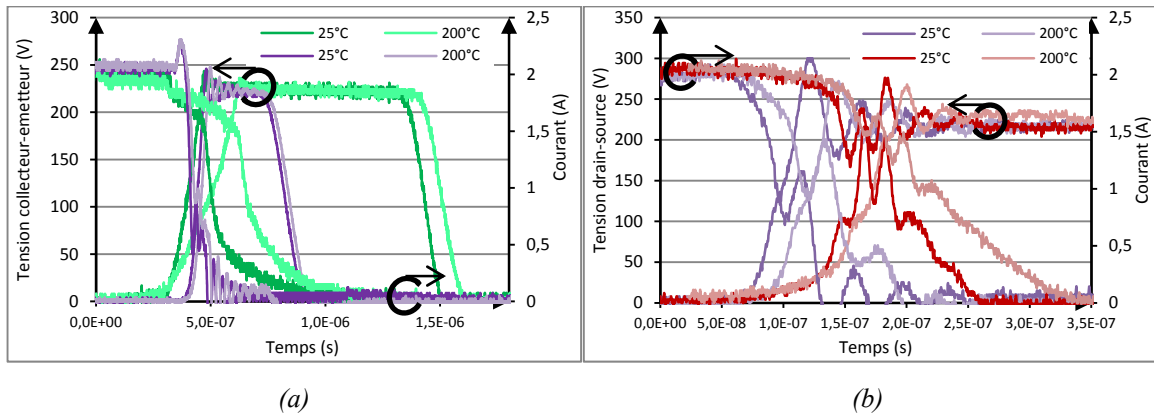 300
250
200
150
100
50
0
Tension collecteur-emetteur (V)
25°C
200°C
25°C
200°C
2,5
2
1,5
1
0,5
0
Courant (A)
0,0E+00
5,0E-07
1,0E-06
1,5E-06
Temps (s)
(a)
400
350
300
250
200
150
100
50
0
Tension drain-source (V)
25°C
200°C
25°C
200°C
2,5
2
1,5
1
0,5
0
Courant (A)
0,0E+00
5,0E-08
1,0E-07
1,5E-07
2,0E-07
2,5E-07
3,0E-07
3,5E-07
Temps (s)
(b)